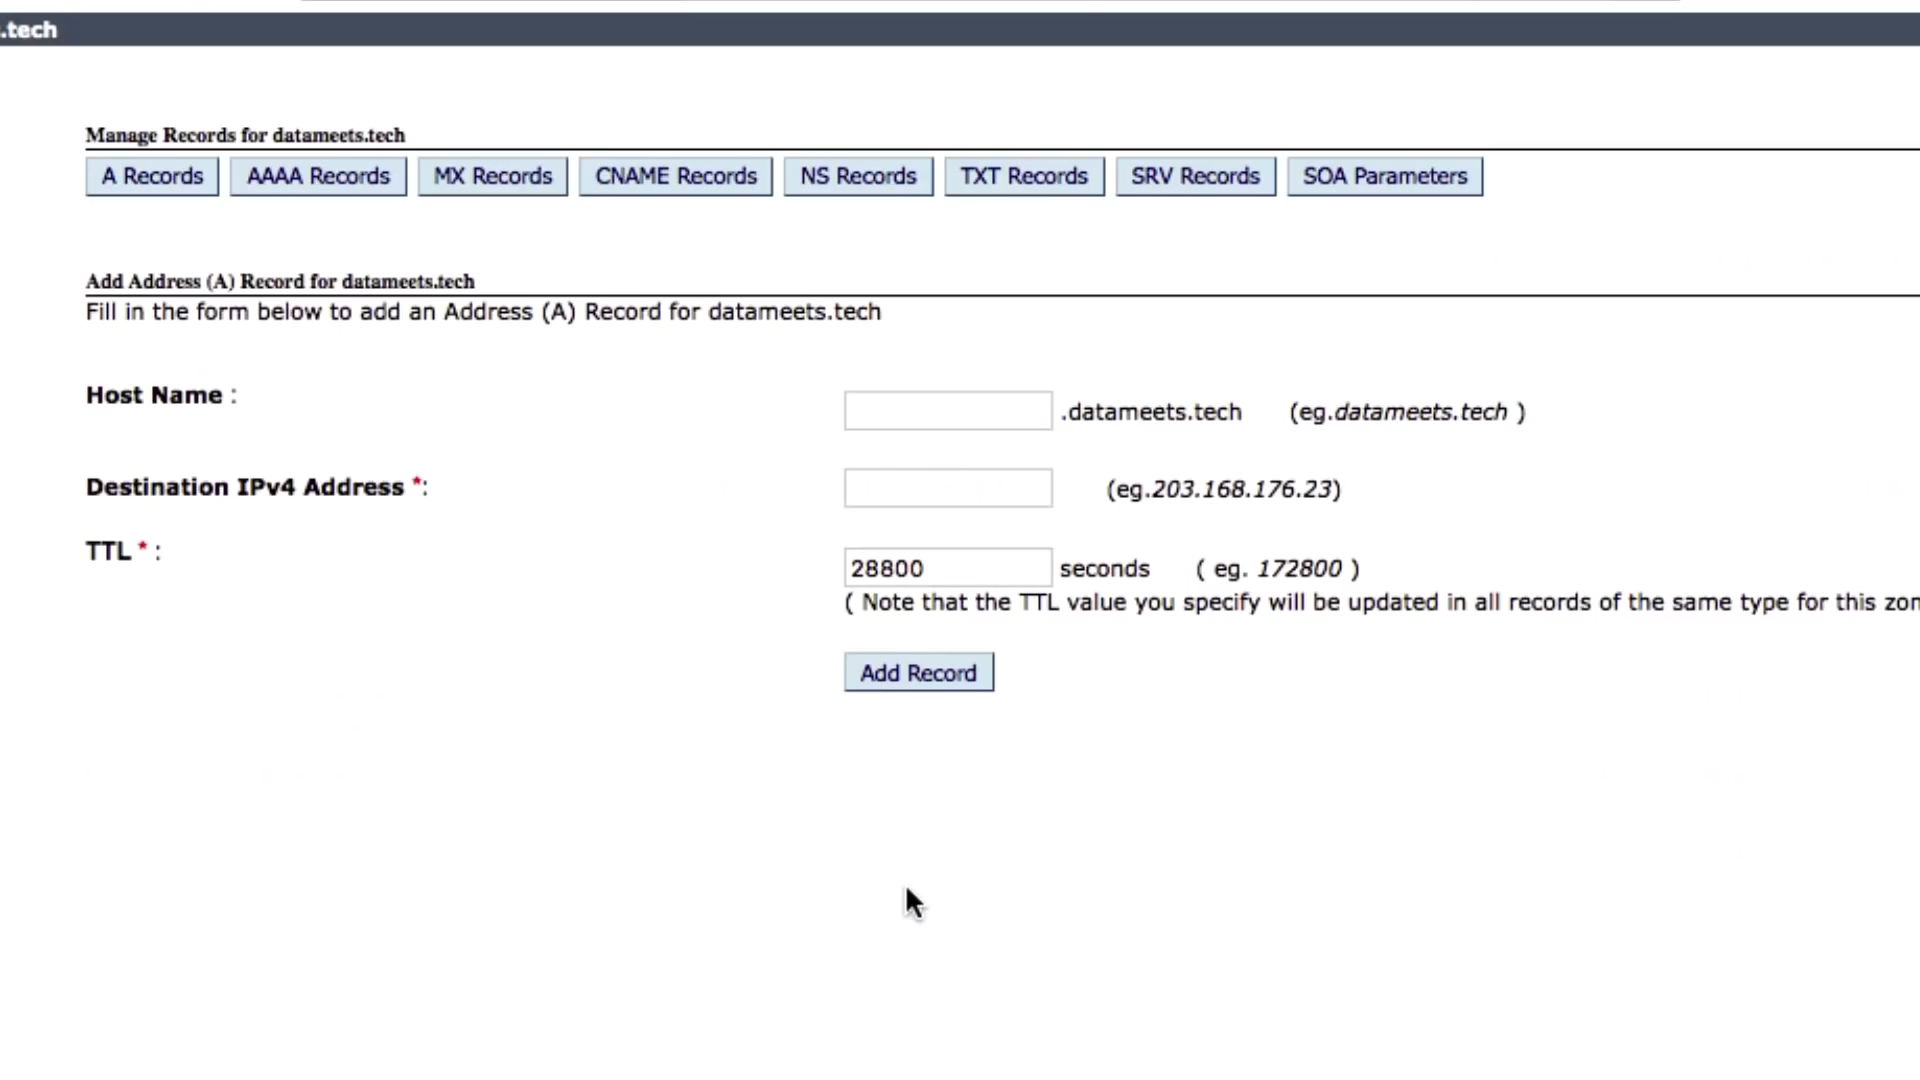 .tech
Manage Records for datameets.tech
A Records AAAA Records MX Records CNAME Records NS Records TXT Records SRV Records SOA Parameters
Add Address (A) Record for datameets.tech
Fill in the form below to add an Address (A) Record for datameets.tech
Host Name : .datameets.tech (eg.datameets.tech )
Destination IPv4 Address *: (eg.203.168.176.23)
TTL * : 28800 seconds ( eg. 172800 )
( Note that the TTL value you specify will be updated in all records of the same type for this
Add Record